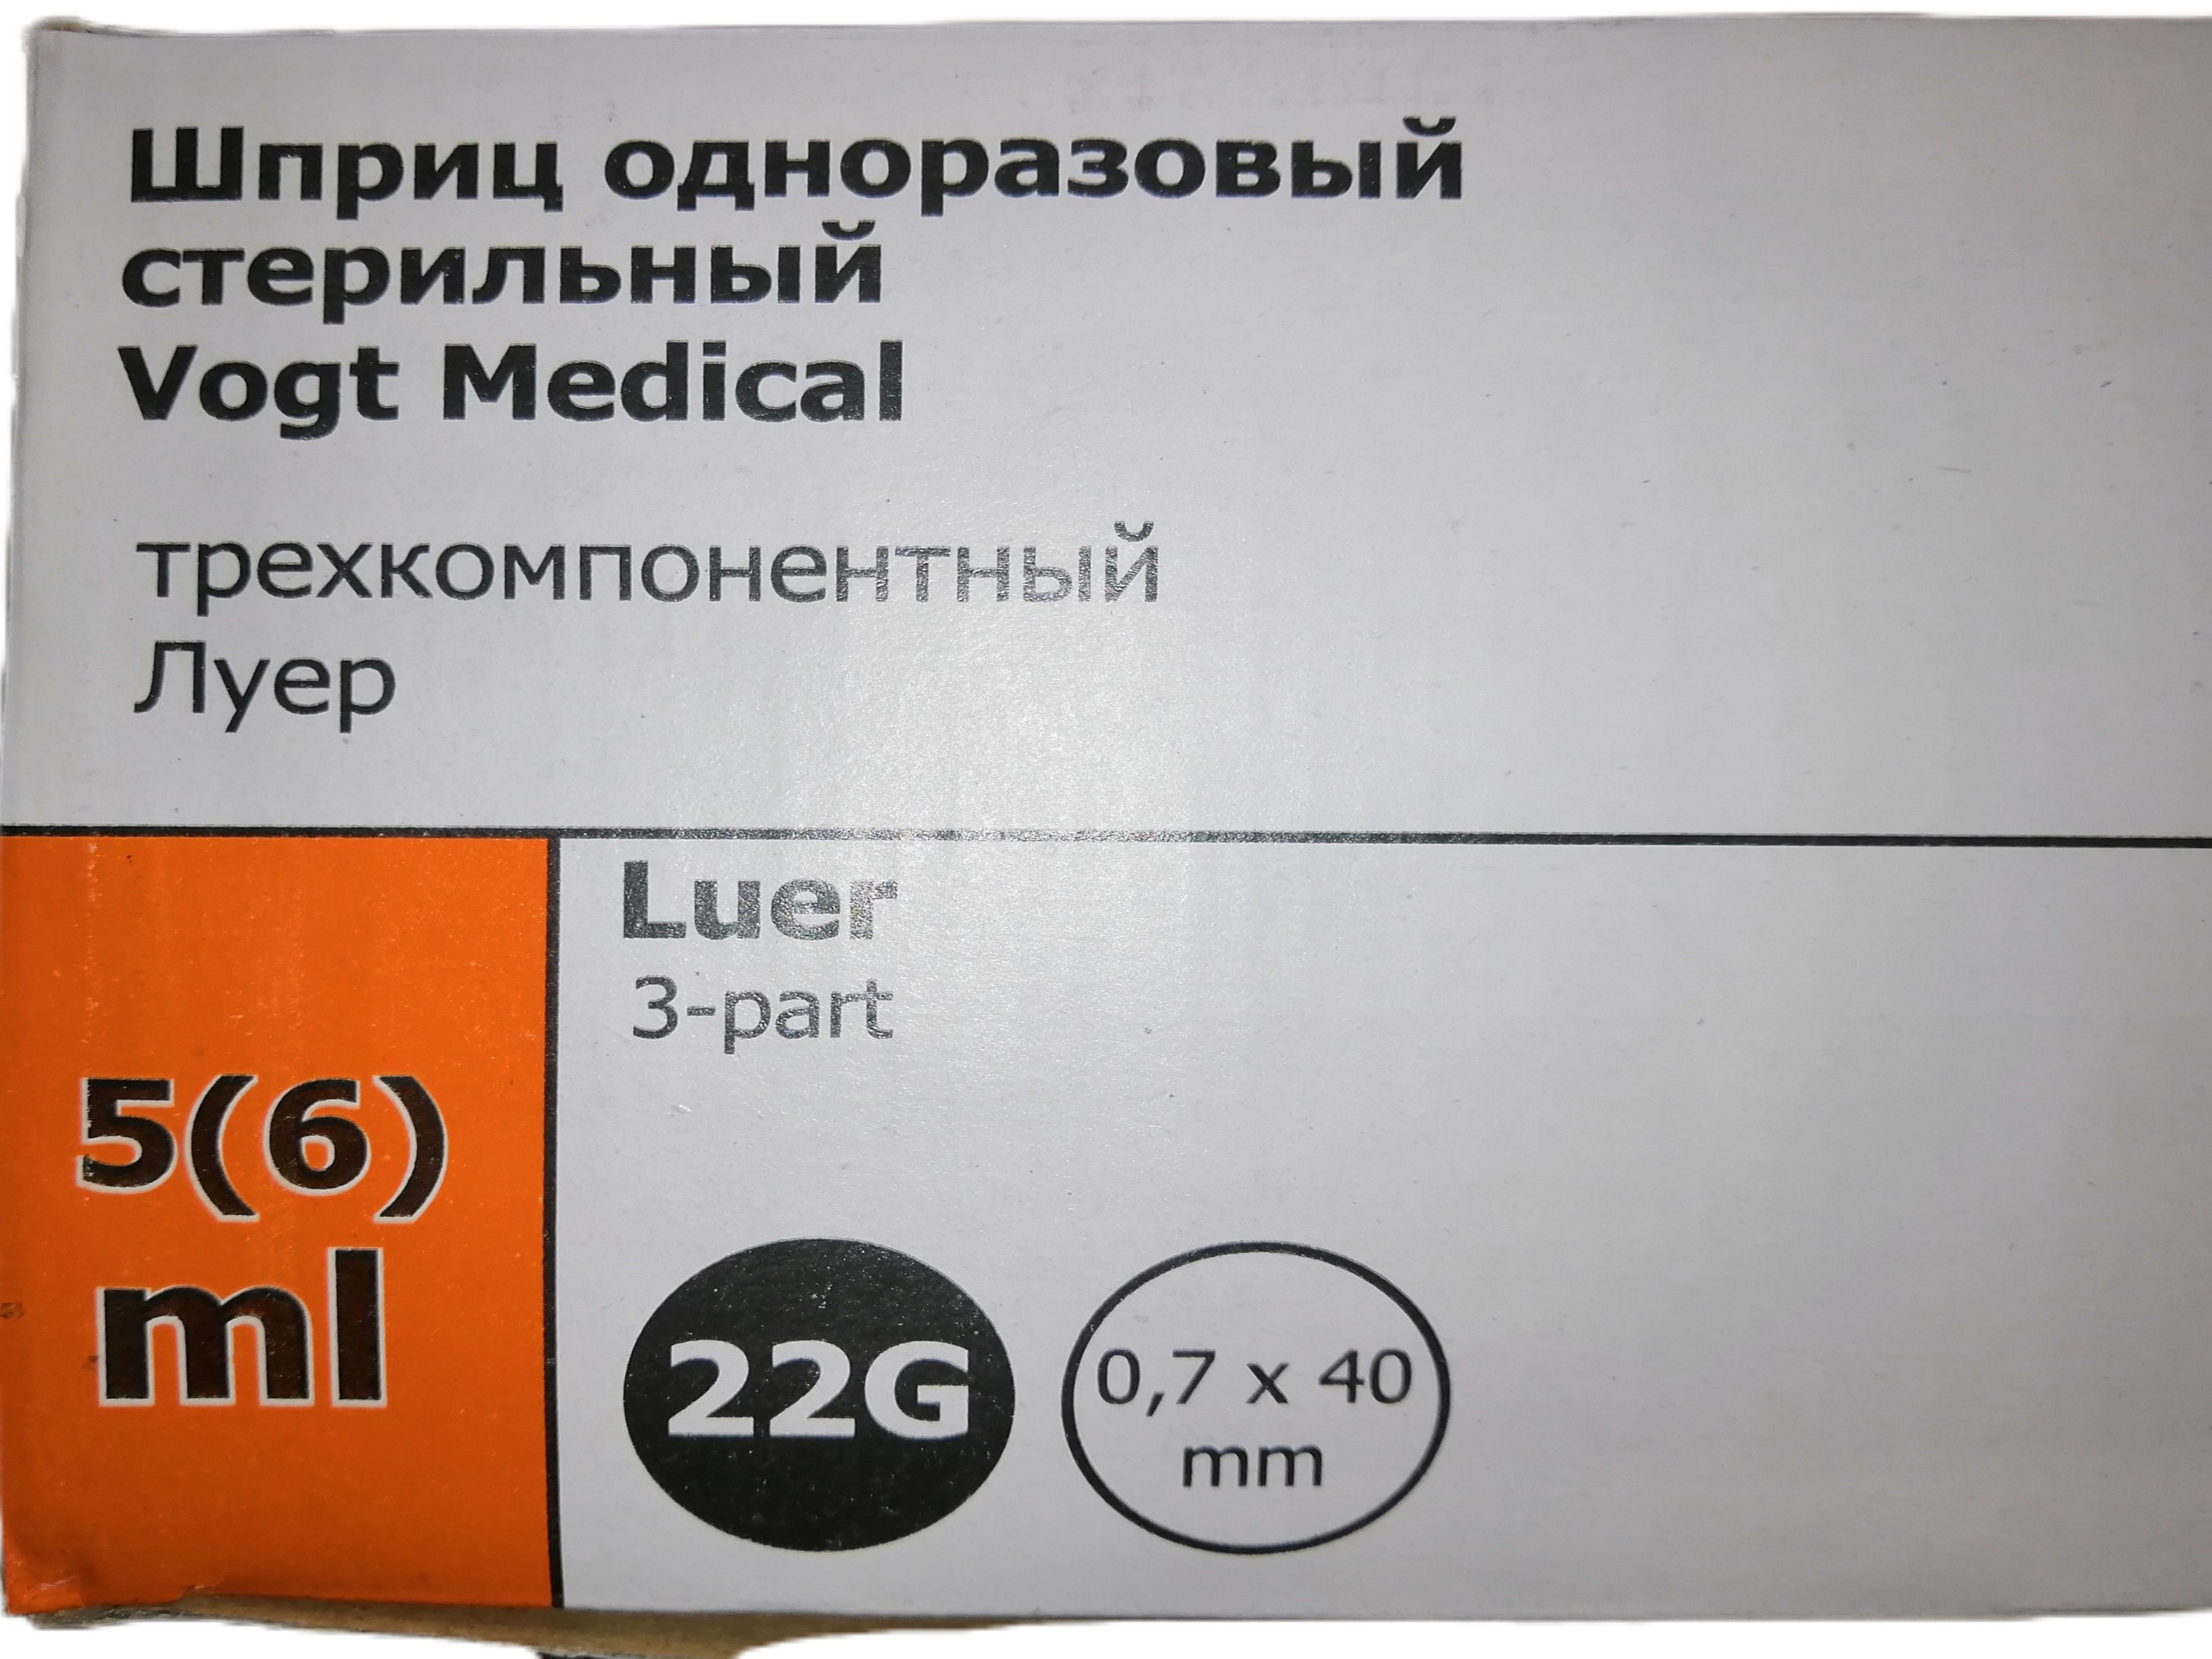 Шприц одноразовый
стерильный
Vogt Medical
трехкомпонентный
Луер
Luer
3-part
5(6)
ml
22G
0,7 x 40
mm